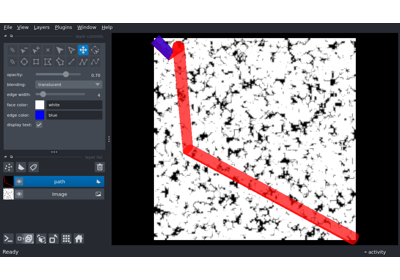 File View Layers Plugins Window Help
opacity: 0.70
blending: translucent
edge width: 4
face color: white
edge color: blue
display text: ✓
path
Image
Ready activity